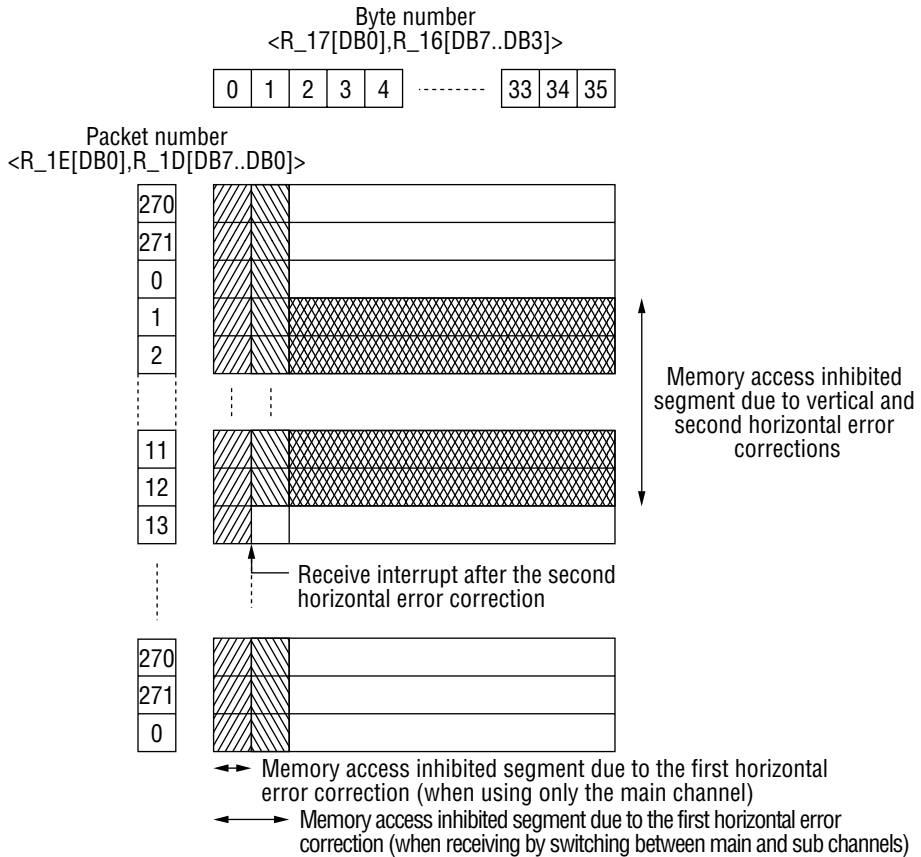 Byte number
<R_17[DB0],R_16[DB7..DB3]>
0 1 2 3 4 33 34 35
Packet number
<R_1E[DB0],R_1D[DB7..DB0]>
270
271
0
1
2
Memory access inhibited
segment due to vertical and
second horizontal error
corrections
11
12
13
Receive interrupt after the second
horizontal error correction
270
271
0
Memory access inhibited segment due to the first horizontal
error correction (when using only the main channel)
Memory access inhibited segment due to the first horizontal error
correction (when receiving by switching between main and sub channels)